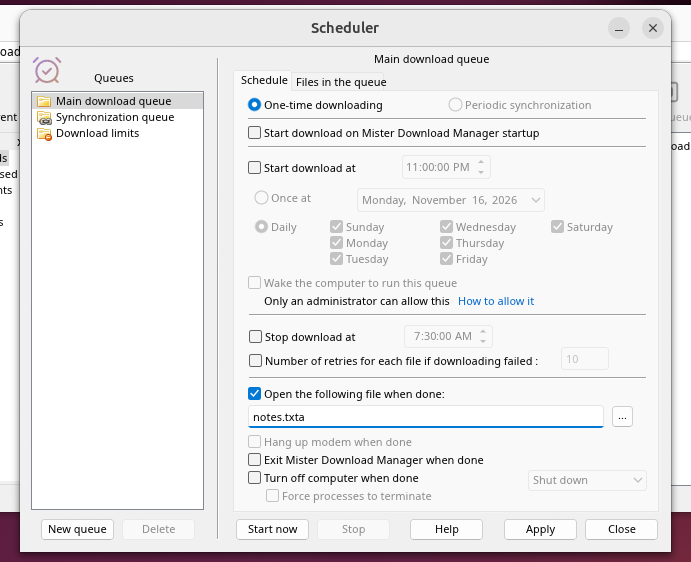 Scheduler
Main download queue
Queues
Schedule
Files in the queue
Main download queue
Synchronization queue
Download limits
One-time downloading
Periodic synchronization
Start download on Mister Download Manager startup
Start download at
11:00:00 PM
Once at
Monday, November 16, 2026
Daily
Sunday
Wednesday
Saturday
Monday
Thursday
Tuesday
Friday
Wake the computer to run this queue
Only an administrator can allow this How to allow it
Stop download at
7:30:00 AM
Number of retries for each file if downloading failed :
10
Open the following file when done:
notes.txta
...
Hang up modem when done
Exit Mister Download Manager when done
Turn off computer when done
Shut down
Force processes to terminate
New queue
Delete
Start now
Stop
Help
Apply
Close